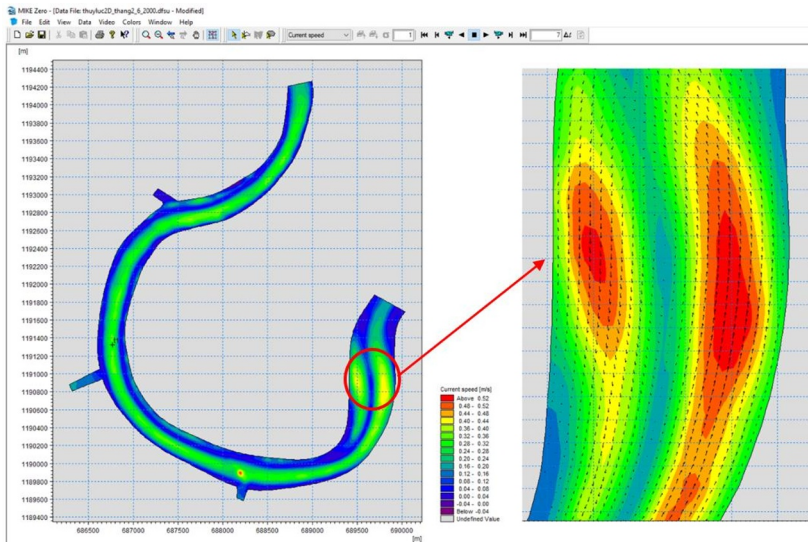 MIKE Zero - [Data File: thuyluc2D_thang2_6_2000.dfsu - Modified]
File Edit View Data Video Colors Window Help
Current speed 1 7 Δt
[m]
1194400
1194200
1194000
1193800
1193600
1193400
1193200
1193000
1192800
1192600
1192400
1192200
1192000
1191800
1191600
1191400
1191200
1191000
1190800
1190600
1190400
1190200
1190000
1189800
1189600
1189400
686500 687000 687500 688000 688500 689000 689500 690000
[m]
Current speed [m/s]
Above 0.52
0.48 - 0.52
0.44 - 0.48
0.40 - 0.44
0.36 - 0.40
0.32 - 0.36
0.28 - 0.32
0.24 - 0.28
0.20 - 0.24
0.16 - 0.20
0.12 - 0.16
0.08 - 0.12
0.04 - 0.08
0.00 - 0.04
-0.04 - 0.00
Below -0.04
Undefined Value